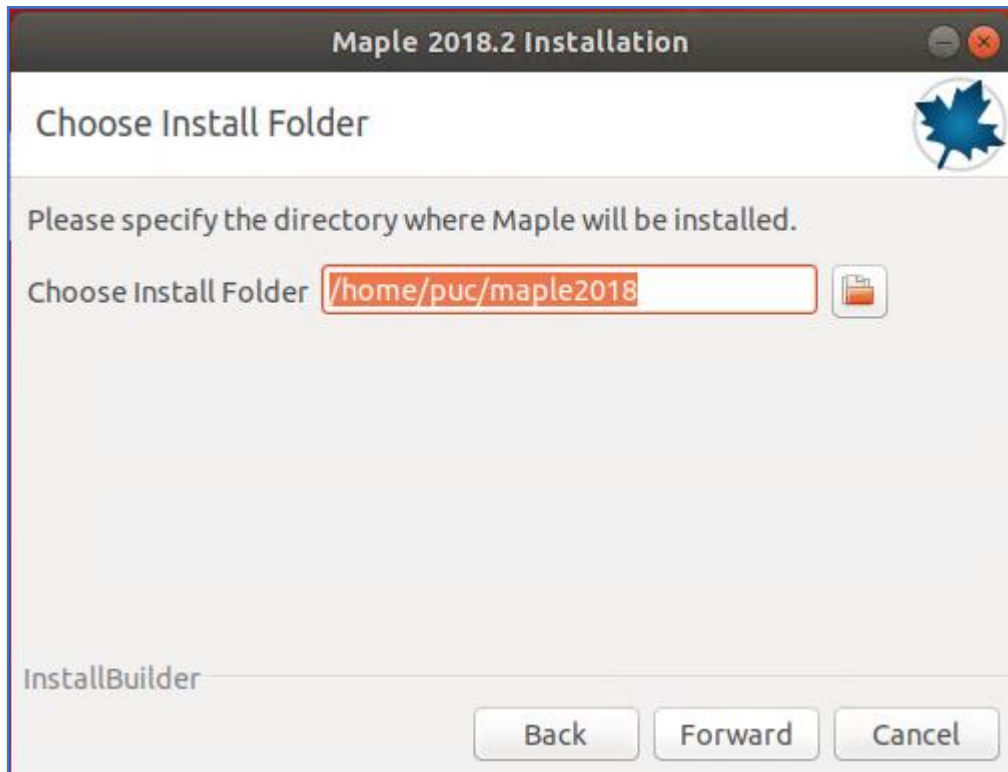 Maple 2018.2 Installation
Choose Install Folder
Please specify the directory where Maple will be installed.
Choose Install Folder /home/puc/maple2018
InstallBuilder
Back Forward Cancel